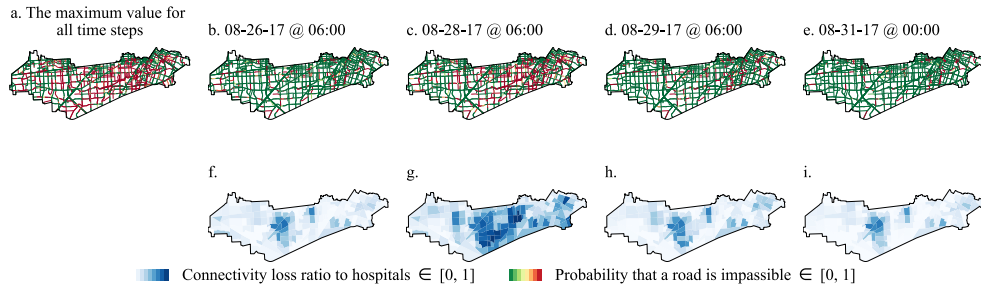 a. The maximum value for
all time steps
b. 08-26-17 @ 06:00
c. 08-28-17 @ 06:00
d. 08-29-17 @ 06:00
e. 08-31-17 @ 00:00
f.
g.
h.
i.
Connectivity loss ratio to hospitals ∈ [0, 1]
Probability that a road is impassible ∈ [0, 1]